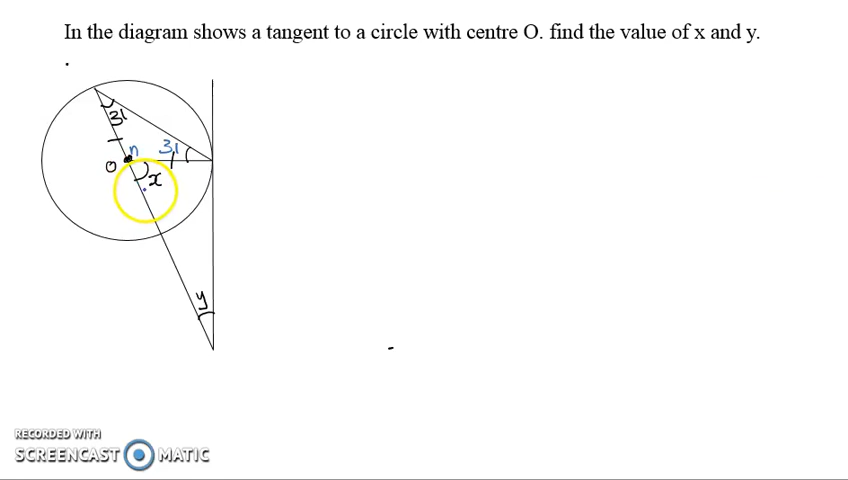 In the diagram shows a tangent to a circle with centre O. find the value of x and y.
.
31
n
31
O
x
y
RECORDED WITH
SCREENCAST MATIC